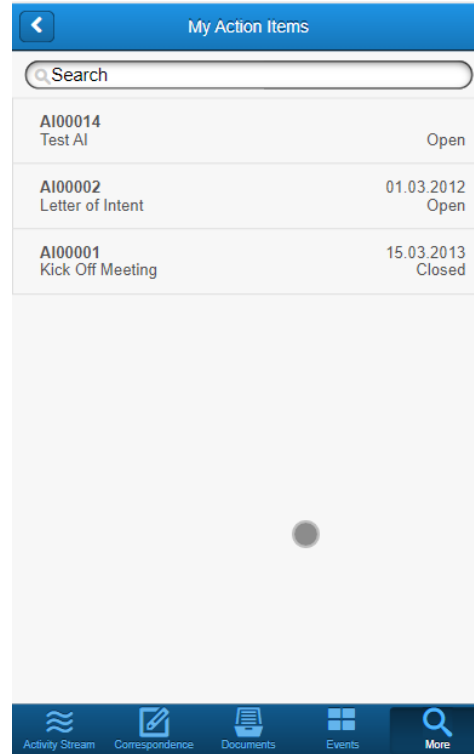 My Action Items
Search
AI00014
Test AI Open
AI00002 01.03.2012
Letter of Intent Open
AI00001 15.03.2013
Kick Off Meeting Closed
Activity Stream Correspondence Documents Events More